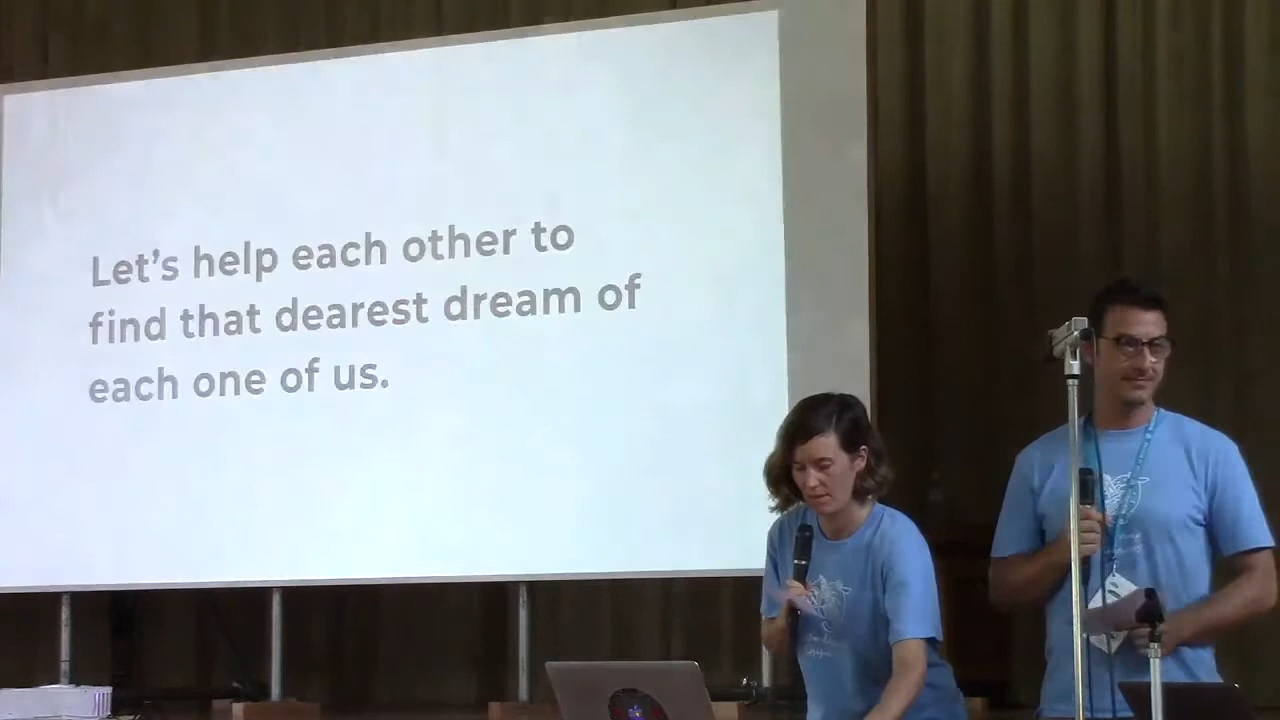 Let's help each other to
find that dearest dream of
each one of us.